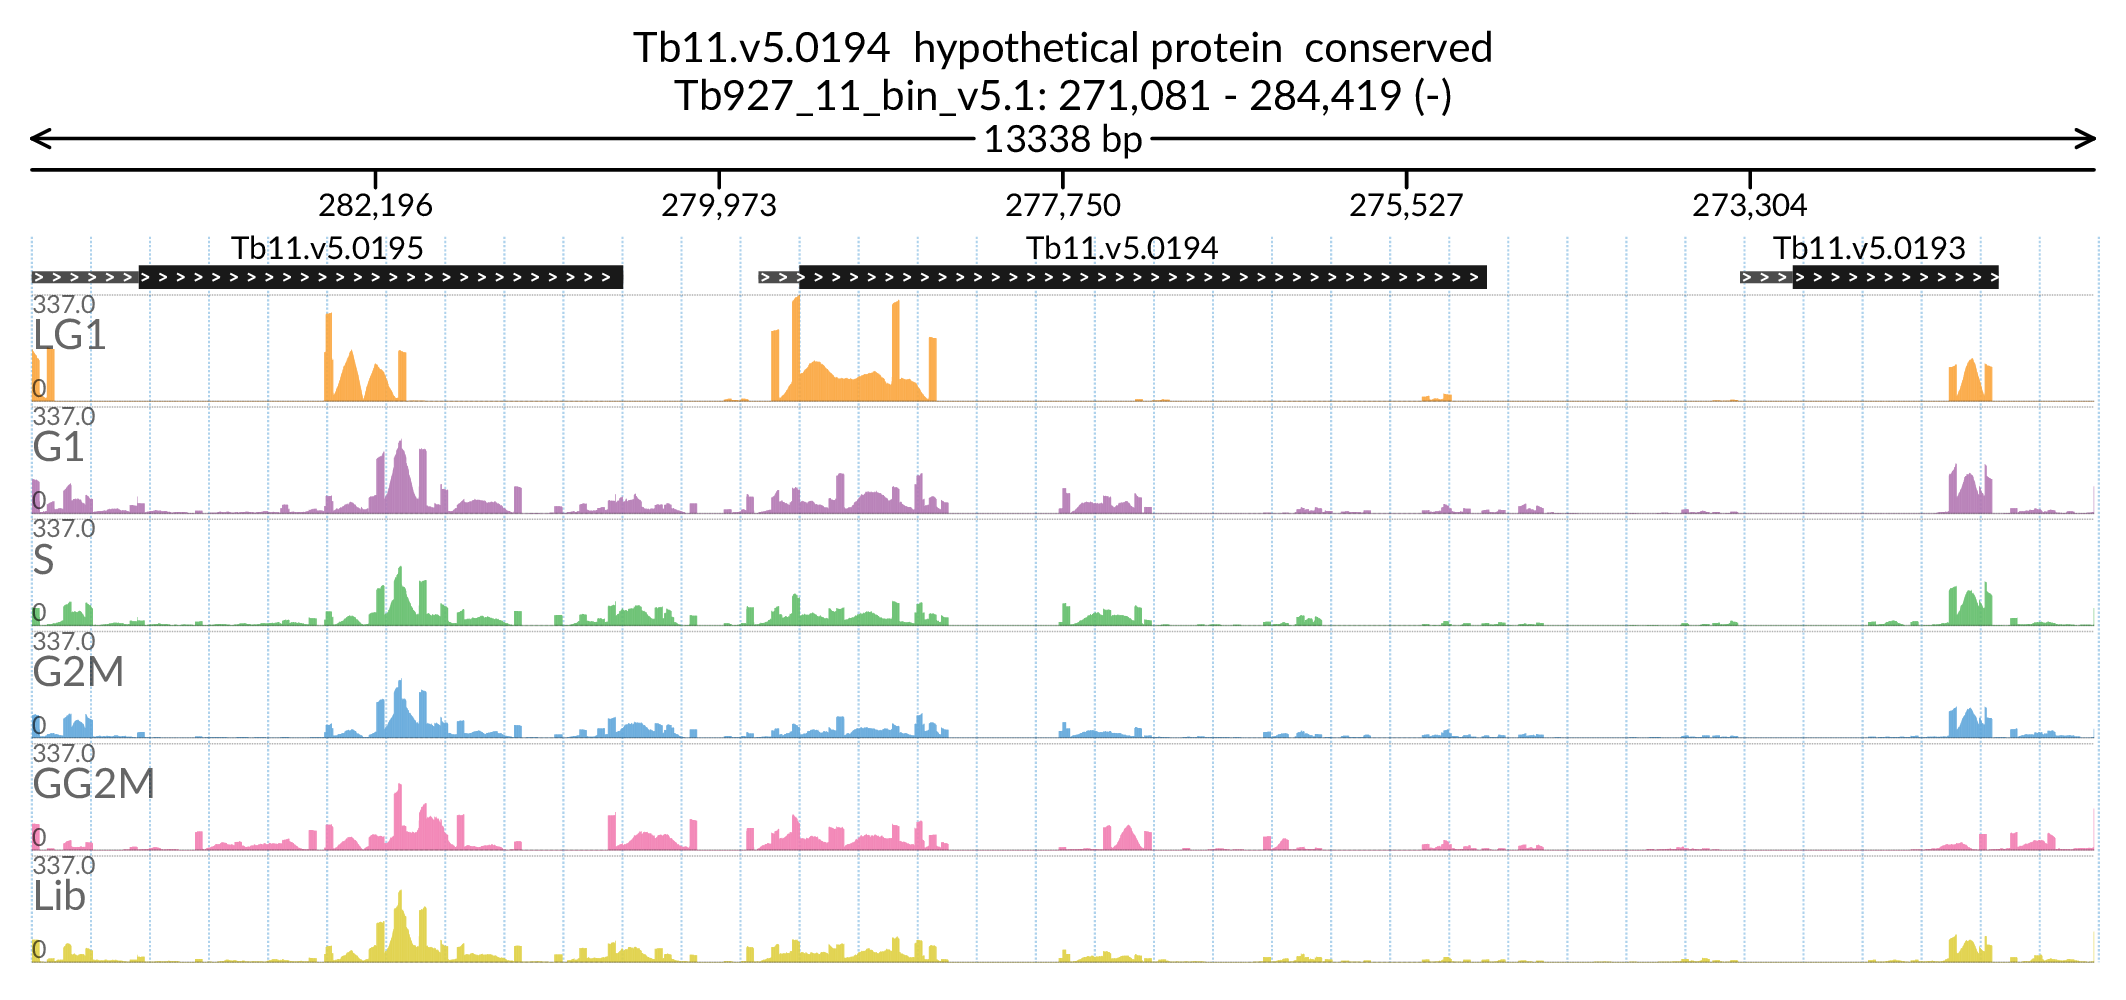 Tb11.v5.0194  hypothetical protein  conserved
Tb927_11_bin_v5.1: 271,081 - 284,419 (-)
13338 bp
282,196 279,973 277,750 275,527 273,304
Tb11.v5.0195 Tb11.v5.0194 Tb11.v5.0193
337.0
LG1
0
337.0
G1
0
337.0
S
0
337.0
G2M
0
337.0
GG2M
0
337.0
Lib
0